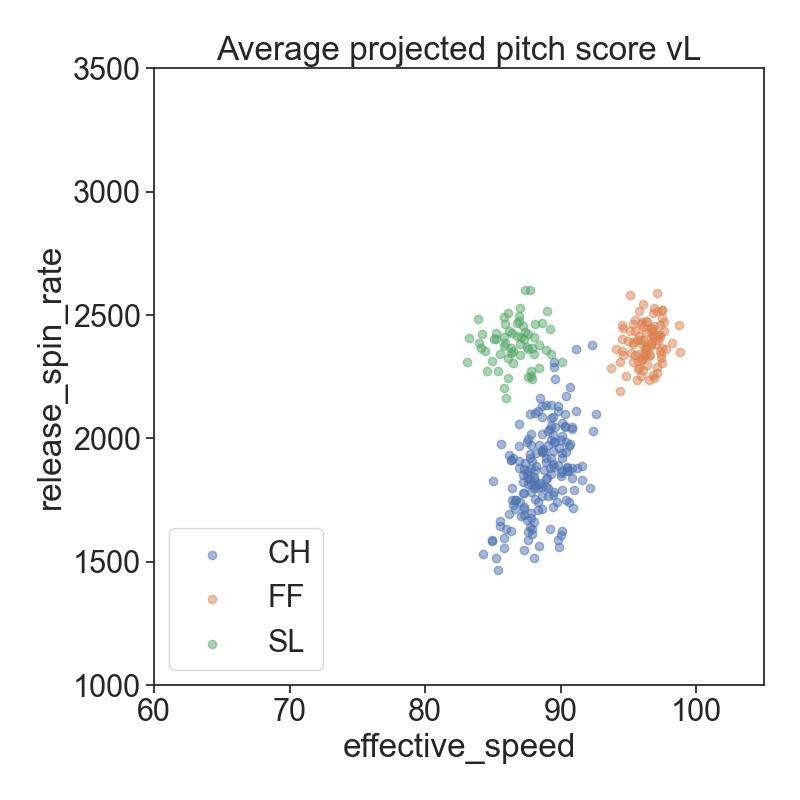 Average projected pitch score vL
3500
3000
2500
2000
1500
1000
release_spin_rate
CH
FF
SL
60
70
80
90
100
effective_speed